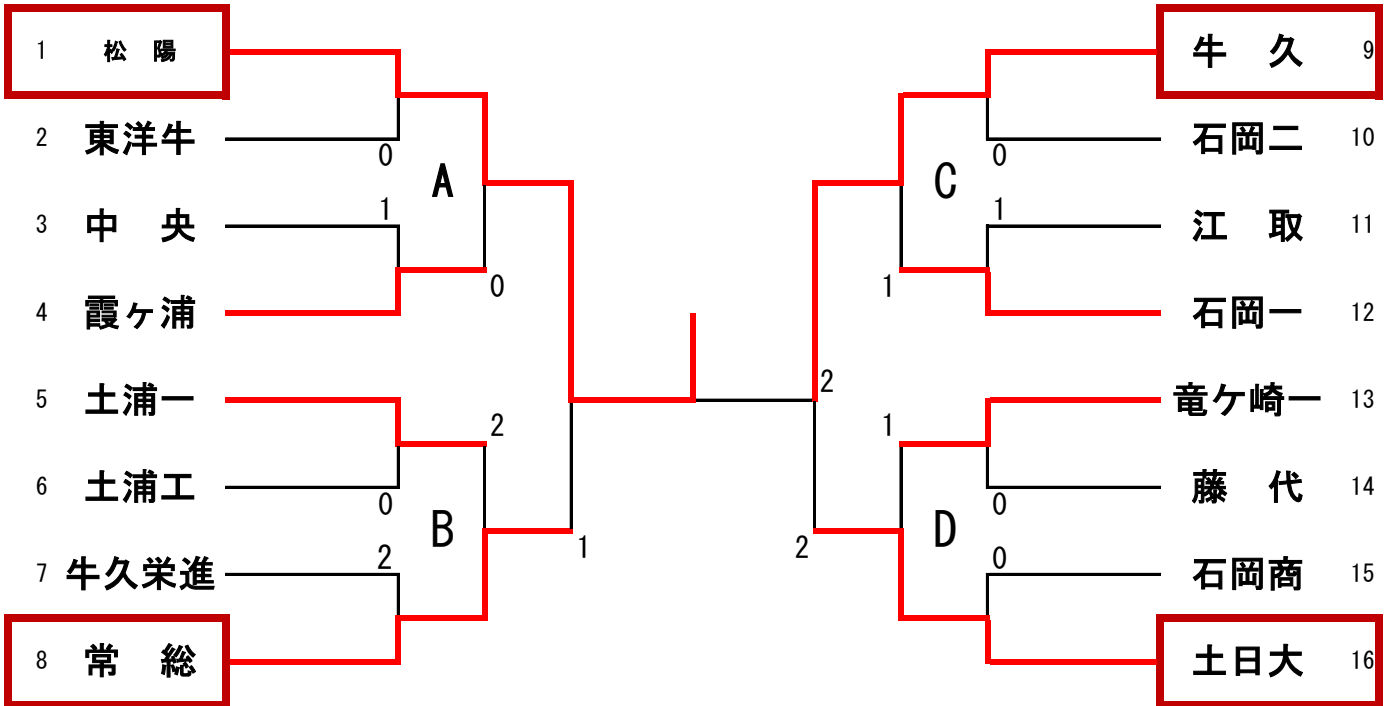 1 松　陽
2 東洋牛
3 中　央
4 霞ヶ浦
5 土浦一
6 土浦工
7 牛久栄進
8 常　総
0
1
A
0
2
0
B
2
1
牛　久 9
石岡二 10
江　取 11
石岡一 12
竜ケ崎一 13
藤　代 14
石岡商 15
土日大 16
0
C
1
1
2
1
0
D
2
0